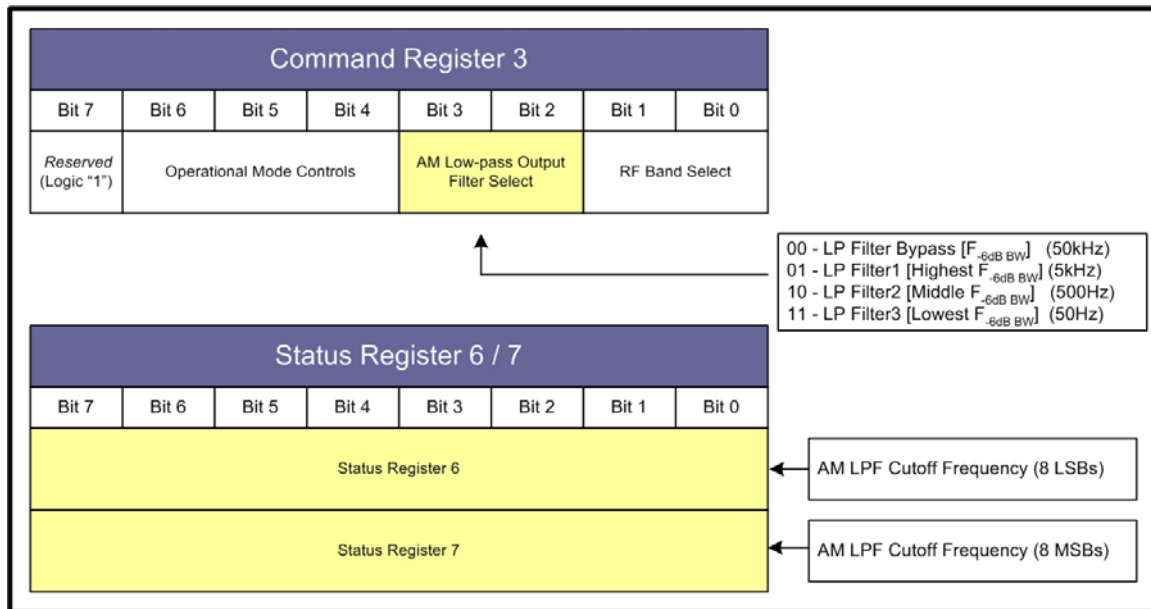 Command Register 3
Bit 7 Bit 6 Bit 5 Bit 4 Bit 3 Bit 2 Bit 1 Bit 0
Reserved
(Logic “1”)
Operational Mode Controls
AM Low-pass Output
Filter Select
RF Band Select
00 - LP Filter Bypass [F-6dB BW] (50kHz)
01 - LP Filter1 [Highest F-6dB BW] (5kHz)
10 - LP Filter2 [Middle F-6dB BW] (500Hz)
11 - LP Filter3 [Lowest F-6dB BW] (50Hz)
Status Register 6 / 7
Bit 7 Bit 6 Bit 5 Bit 4 Bit 3 Bit 2 Bit 1 Bit 0
Status Register 6
AM LPF Cutoff Frequency (8 LSBs)
Status Register 7
AM LPF Cutoff Frequency (8 MSBs)